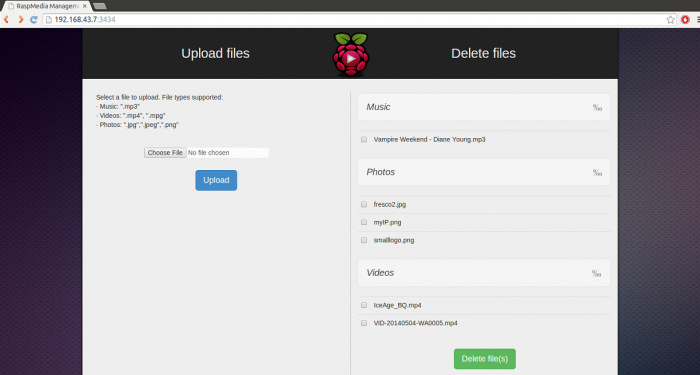 RaspMedia Managem
192.168.43.7:3434
Upload files
Delete files
Select a file to upload. File types supported:
- Music: ".mp3"
- Videos: ".mp4", ".mpg"
- Photos: ".jpg",".jpeg",".png"
Choose File No file chosen
Upload
Music ‰
Vampire Weekend - Diane Young.mp3
Photos ‰
fresco2.jpg
myIP.png
smalllogo.png
Videos ‰
IceAge_BQ.mp4
VID-20140504-WA0005.mp4
Delete file(s)